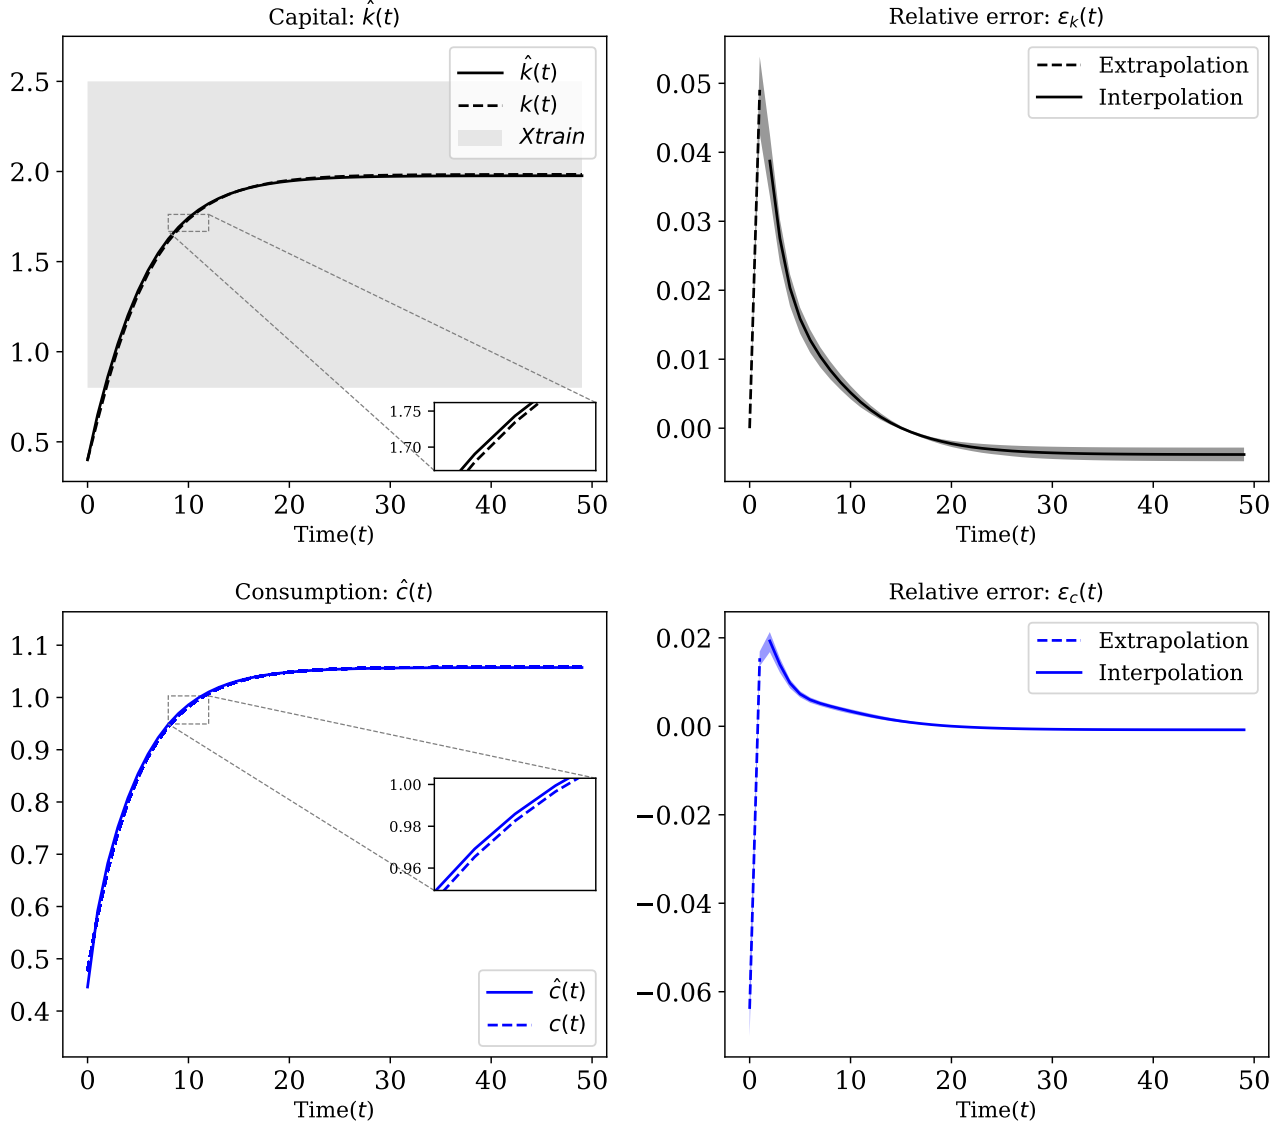 Capital: k̂(t)
2.5
2.0
1.5
1.0
0.5
k̂(t)
k(t)
Xtrain
1.75
1.70
0 10 20 30 40 50
Time(t)
Relative error: ε_k(t)
0.05
0.04
0.03
0.02
0.01
0.00
Extrapolation
Interpolation
0 10 20 30 40 50
Time(t)
Consumption: ĉ(t)
1.1
1.0
0.9
0.8
0.7
0.6
0.5
0.4
1.00
0.98
0.96
ĉ(t)
c(t)
0 10 20 30 40 50
Time(t)
Relative error: ε_c(t)
0.02
0.00
−0.02
−0.04
−0.06
Extrapolation
Interpolation
0 10 20 30 40 50
Time(t)